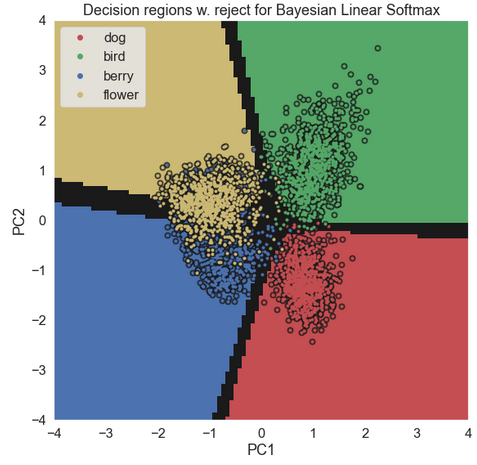 Decision regions w. reject for Bayesian Linear Softmax
dog
bird
berry
flower
4
3
2
1
0
−1
−2
−3
−4
PC2
−4 −3 −2 −1 0 1 2 3 4
PC1